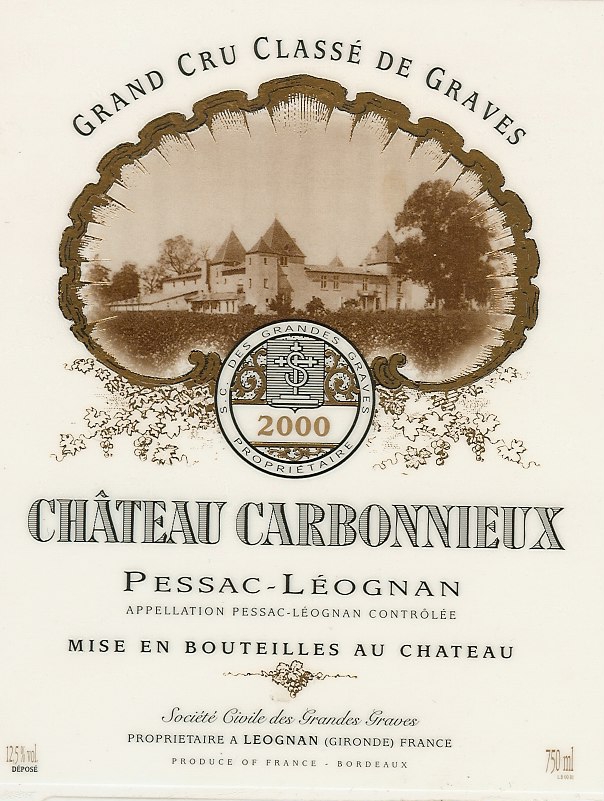 GRAND CRU CLASSÉ DE GRAVES
S.C. DES GRANDES GRAVES
2000
PROPRIÉTAIRE
CHÂTEAU CARBONNIEUX
PESSAC-LÉOGNAN
APPELLATION PESSAC-LÉOGNAN CONTRÔLÉE
MISE EN BOUTEILLES AU CHATEAU
Société Civile des Grandes Graves
PROPRIETAIRE A LEOGNAN (GIRONDE) FRANCE
PRODUCE OF FRANCE - BORDEAUX
12,5 % vol.
DÉPOSÉ
750 ml